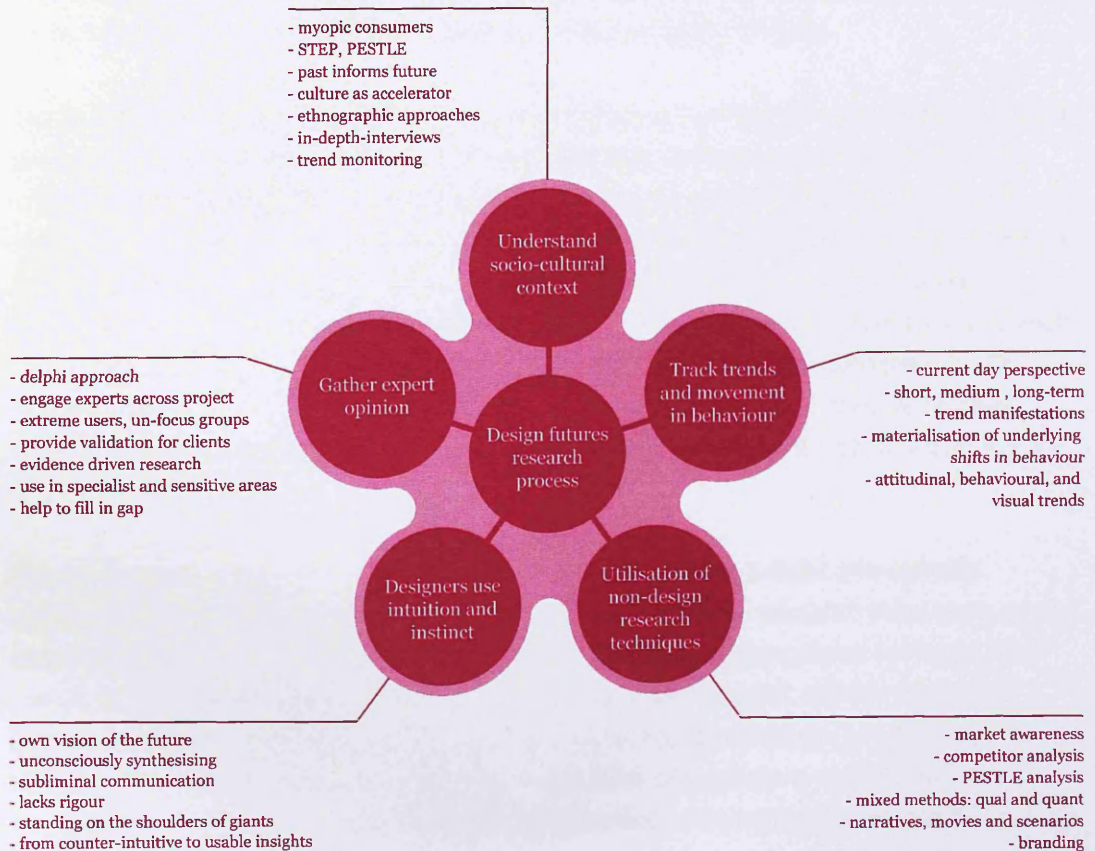 - myopic consumers
- STEP, PESTLE
- past informs future
- culture as accelerator
- ethnographic approaches
- in-depth-interviews
- trend monitoring
Understand
socio-cultural
context
Gather expert
opinion
Track trends
and movement
in behaviour
Design futures
research
process
Designers use
intuition and
instinct
Utilisation of
non-design
research
techniques
- delphi approach
- engage experts across project
- extreme users, un-focus groups
- provide validation for clients
- evidence driven research
- use in specialist and sensitive areas
- help to fill in gap
- current day perspective
- short, medium , long-term
- trend manifestations
- materialisation of underlying
shifts in behaviour
- attitudinal, behavioural, and
visual trends
- own vision of the future
- unconsciously synthesising
- subliminal communication
- lacks rigour
- standing on the shoulders of giants
- from counter-intuitive to usable insights
- market awareness
- competitor analysis
- PESTLE analysis
- mixed methods: qual and quant
- narratives, movies and scenarios
- branding